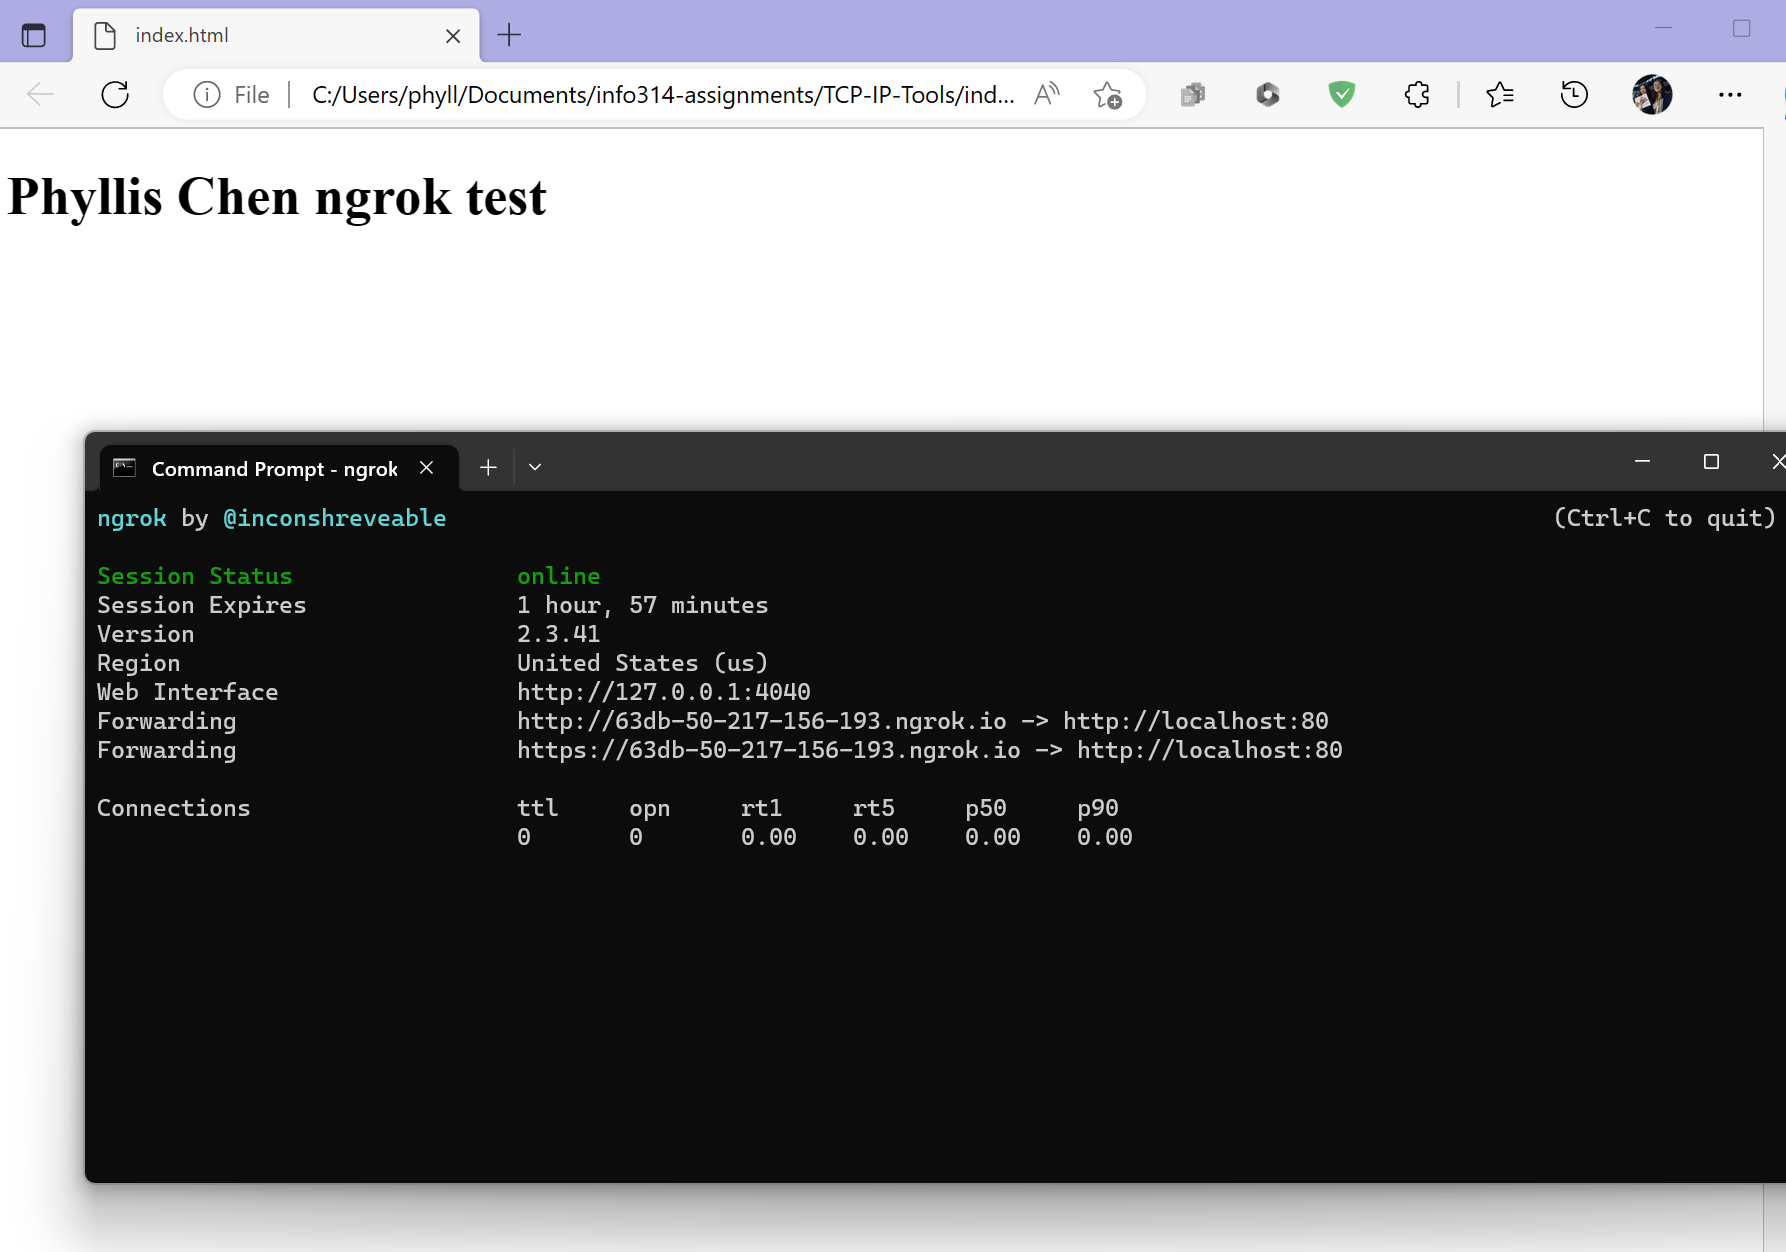 index.html
File
C:/Users/phyll/Documents/info314-assignments/TCP-IP-Tools/ind...
Phyllis Chen ngrok test
Command Prompt - ngrok
ngrok by @inconshreveable (Ctrl+C to quit)
Session Status online
Session Expires 1 hour, 57 minutes
Version 2.3.41
Region United States (us)
Web Interface http://127.0.0.1:4040
Forwarding http://63db-50-217-156-193.ngrok.io -> http://localhost:80
Forwarding https://63db-50-217-156-193.ngrok.io -> http://localhost:80
Connections ttl opn rt1 rt5 p50 p90
0 0 0.00 0.00 0.00 0.00